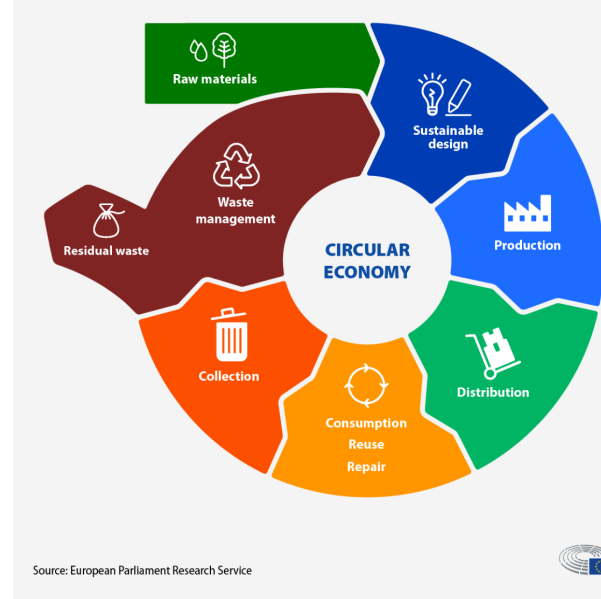 Raw materials
Sustainable
design
Production
Distribution
Consumption
Reuse
Repair
Collection
Waste
management
Residual waste
CIRCULAR
ECONOMY
Source: European Parliament Research Service